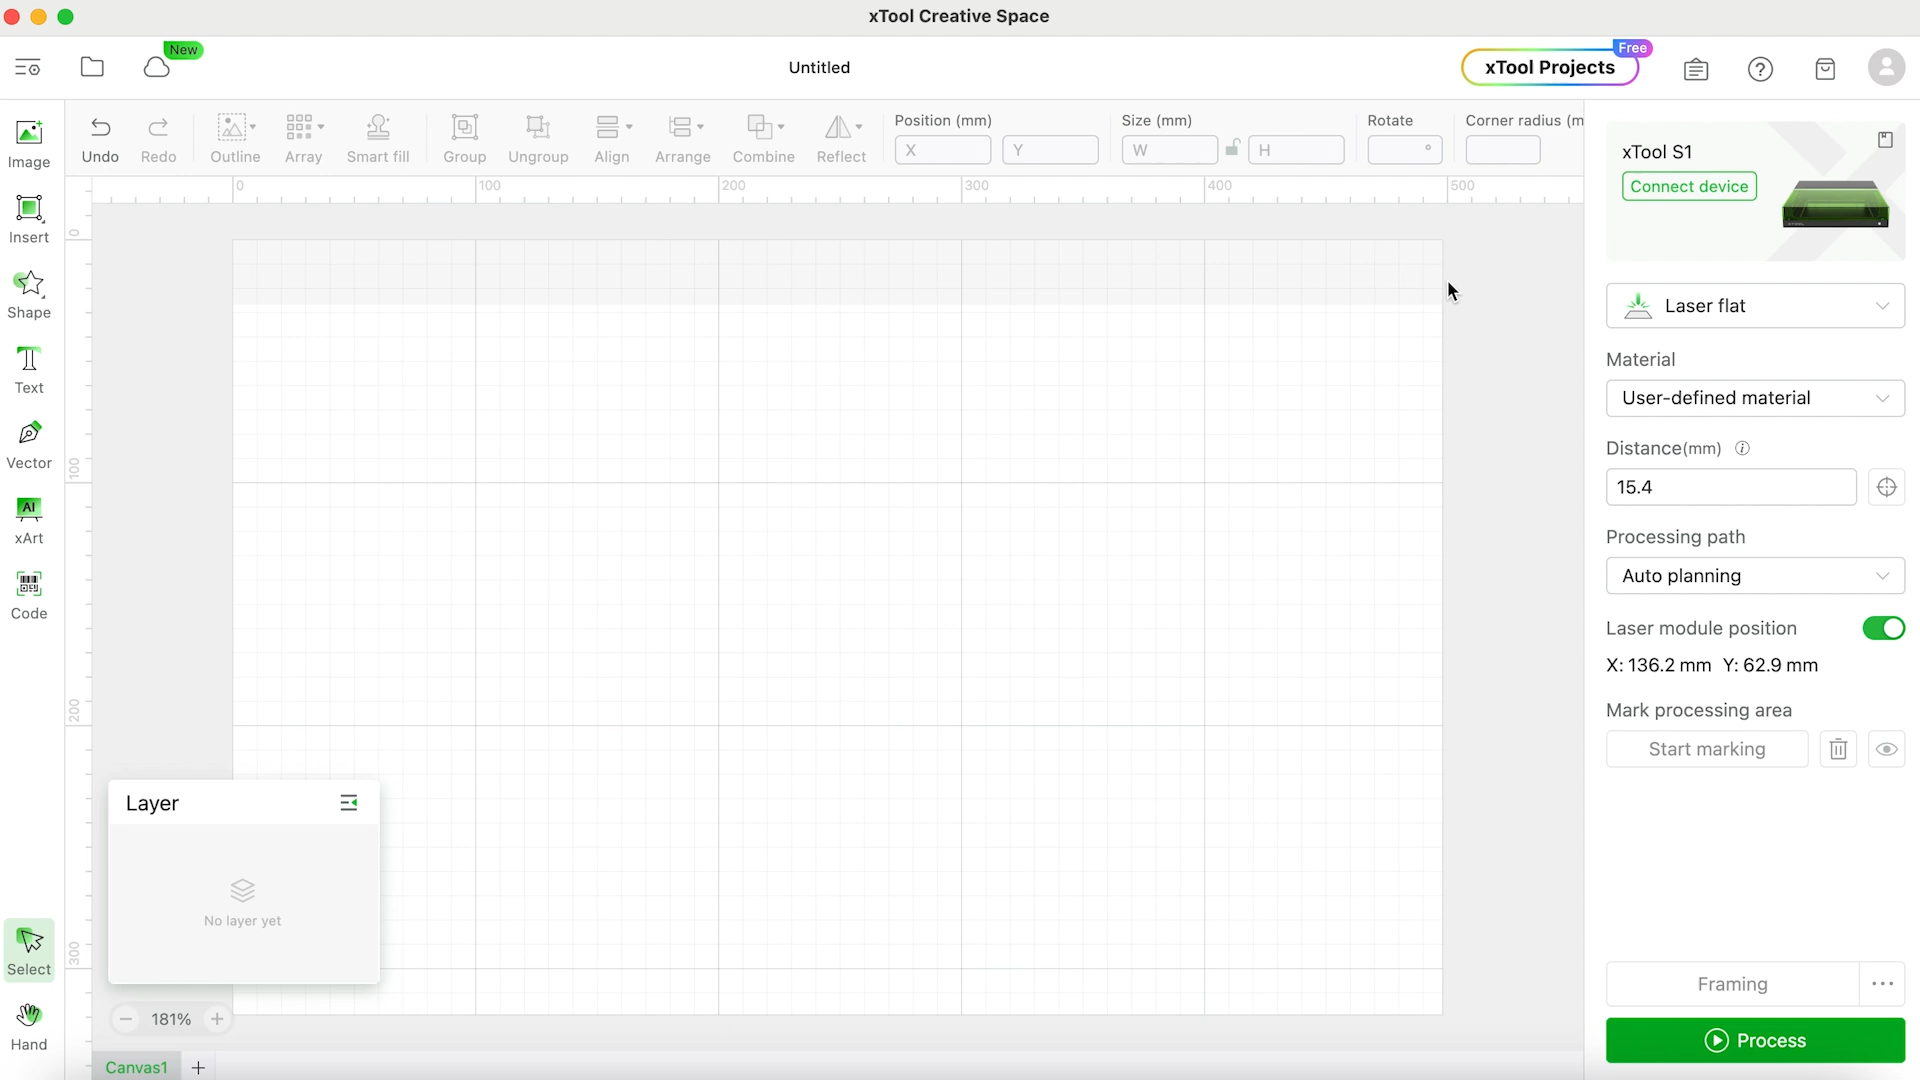 xTool Creative Space
New
Untitled
Free
xTool Projects
Image
Insert
Shape
Text
Vector
AI
xArt
Code
Select
Hand
Undo
Redo
Outline
Array
Smart fill
Group
Ungroup
Align
Arrange
Combine
Reflect
Position (mm)
X
Y
Size (mm)
W
H
Rotate
°
Corner radius (m
0
100
200
300
400
500
0
100
200
300
Layer
No layer yet
181%
Canvas1
xTool S1
Connect device
Laser flat
Material
User-defined material
Distance(mm)
15.4
Processing path
Auto planning
Laser module position
X: 136.2 mm Y: 62.9 mm
Mark processing area
Start marking
Framing
Process